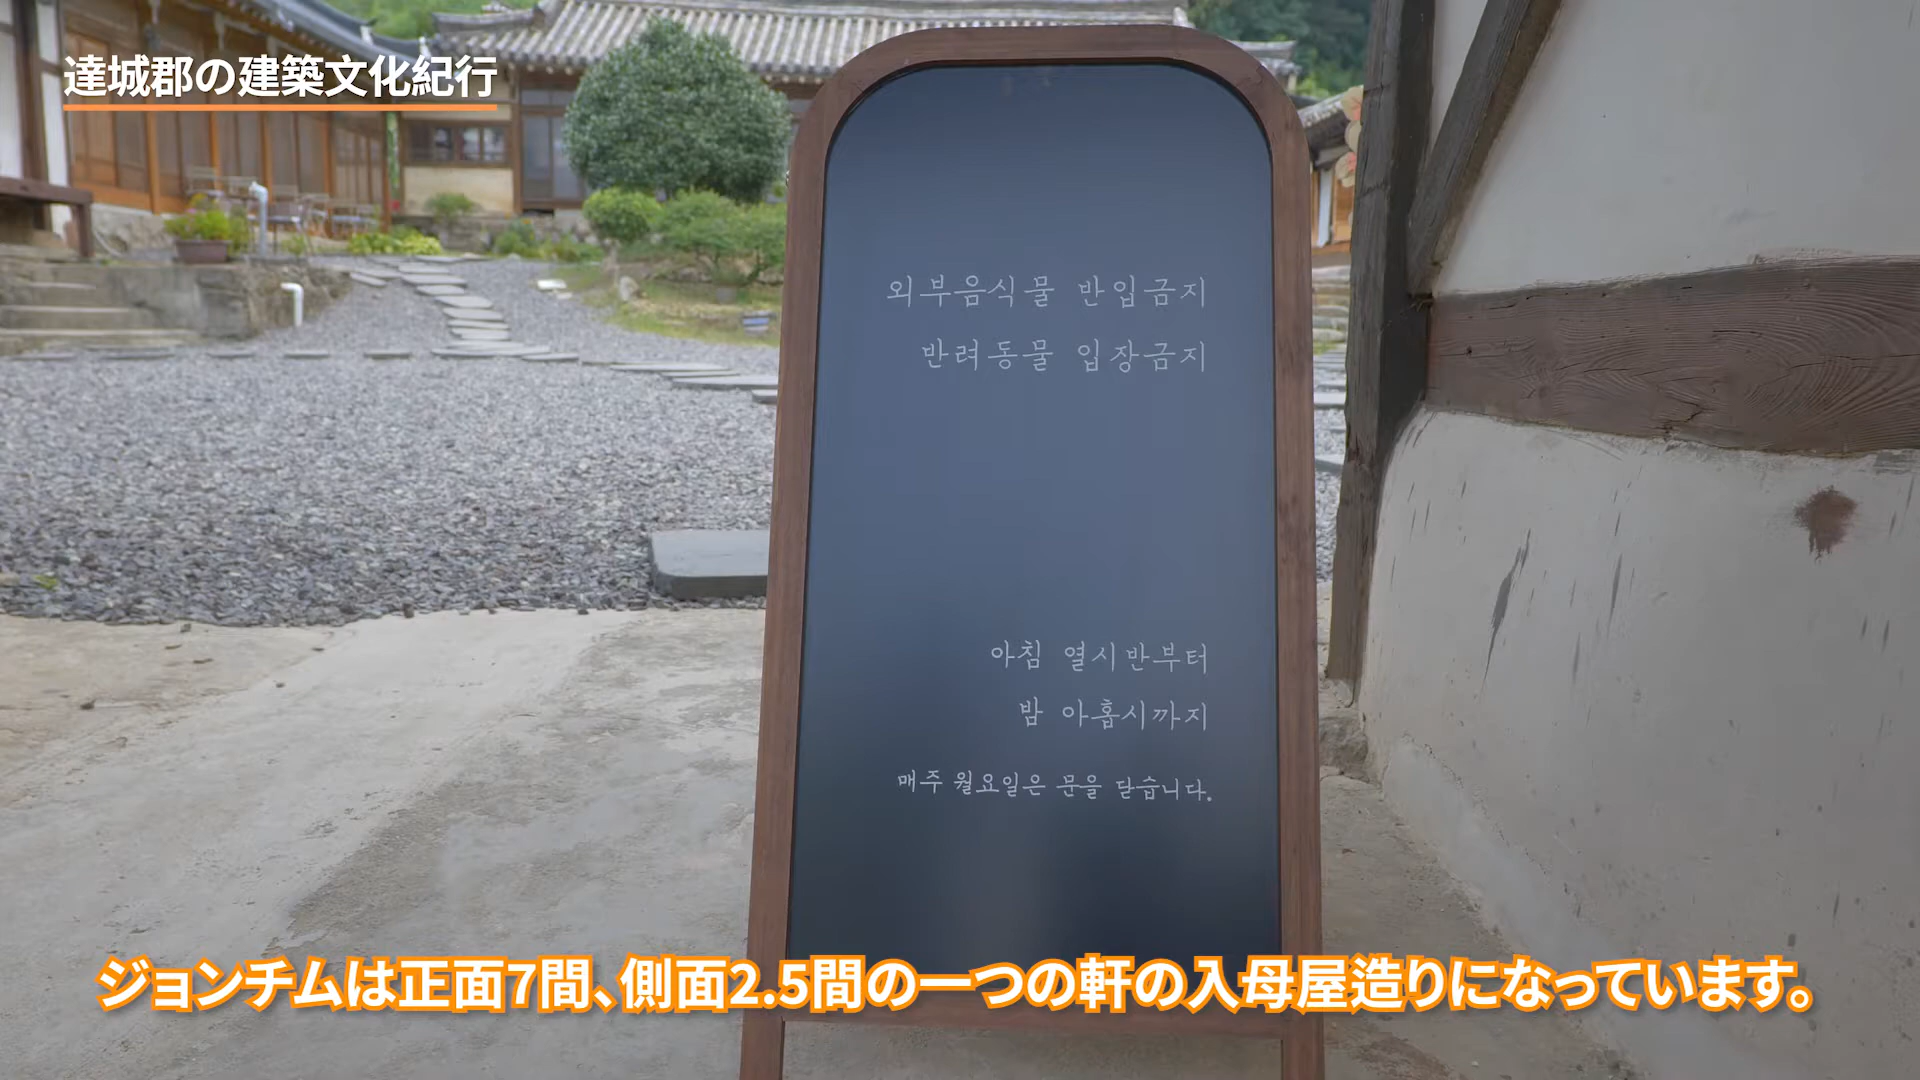 達城郡の建築文化紀行
외부음식물 반입금지
반려동물 입장금지
아침 열시반부터
밤 아홉시까지
매주 월요일은 문을 닫습니다.
ジョンチムは正面7間、側面2.5間の一つの軒の入母屋造りになっています。